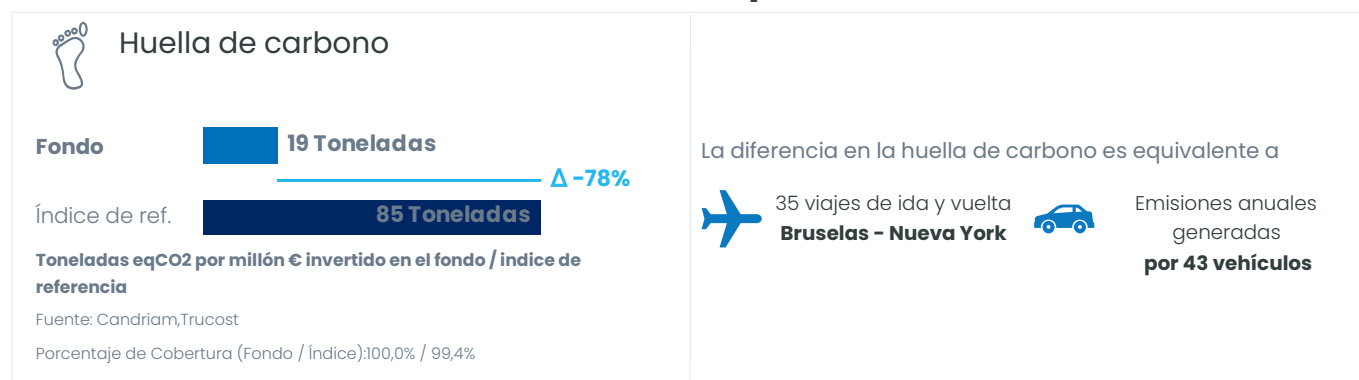 Huella de carbono
Fondo
19 Toneladas
Δ -78%
Índice de ref.
85 Toneladas
Toneladas eqCO2 por millón € invertido en el fondo / indice de
referencia
Fuente: Candriam,Trucost
Porcentaje de Cobertura (Fondo / Índice):100,0% / 99,4%
La diferencia en la huella de carbono es equivalente a
35 viajes de ida y vuelta
Bruselas - Nueva York
Emisiones anuales
generadas
por 43 vehículos